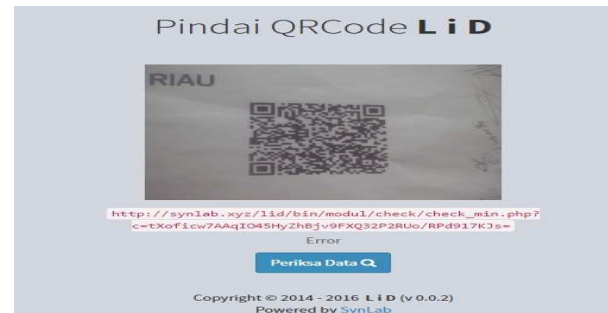 Pindai QRCode LiD
RIAU
http://synlab.xyz/lid/bin/modul/check/check_min.php?
c=tXoficw7AAqIO45HyZhBjv9FXQ32P2RUo/RPd917KJs=
Error
Periksa Data
Copyright © 2014 - 2016 LiD (v 0.0.2)
Powered by SynLab